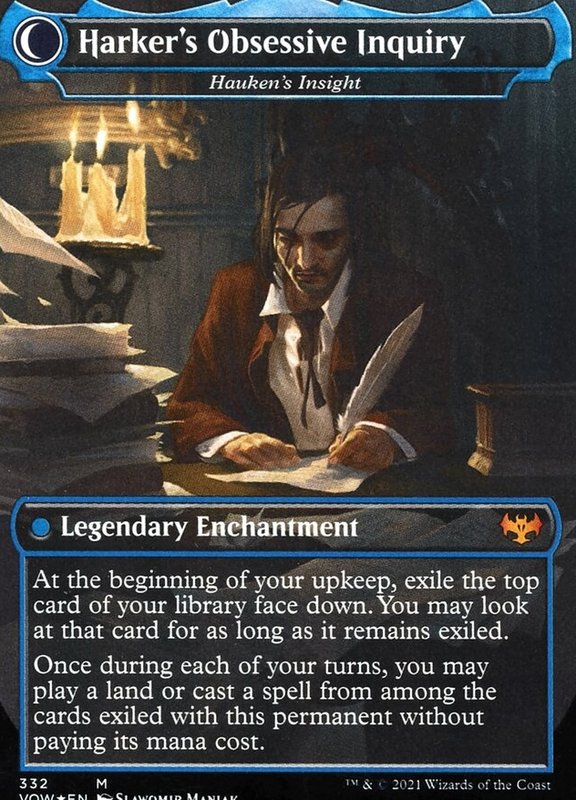 Harker's Obsessive Inquiry
Hauken's Insight
Legendary Enchantment
At the beginning of your upkeep, exile the top
card of your library face down. You may look
at that card for as long as it remains exiled.
Once during each of your turns, you may
play a land or cast a spell from among the
cards exiled with this permanent without
paying its mana cost.
332 M
™ & © 2021 Wizards of the Coast
VOW★EN Slawomir Maniak